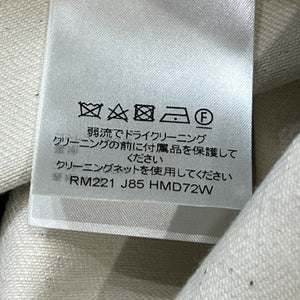 弱流でドライクリーニング
クリーニングの前に付属品を保護して
ください
クリーニングネットを使用してください
RM221 J85 HMD72W